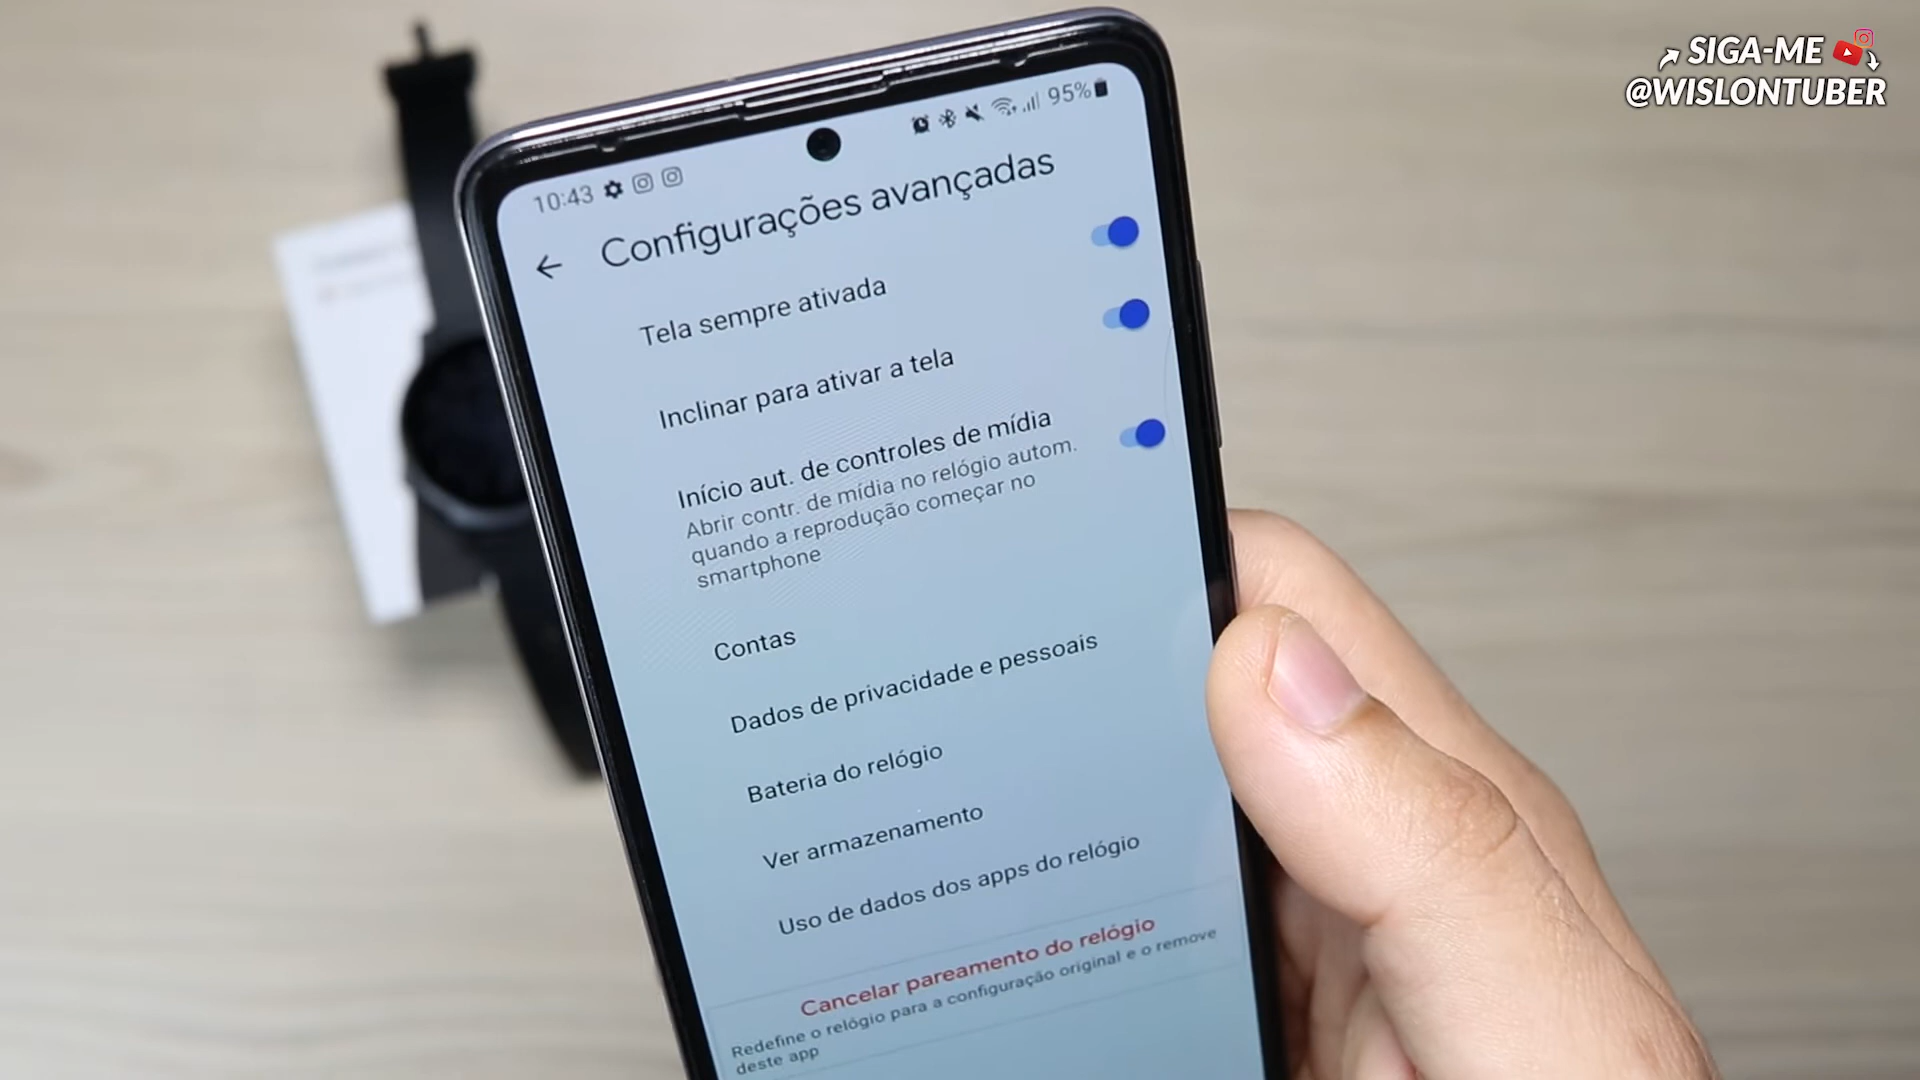 SIGA-ME
@WISLONTUBER
10:43
95%
Configurações avançadas
Tela sempre ativada
Inclinar para ativar a tela
Início aut. de controles de mídia
Abrir contr. de mídia no relógio autom.
quando a reprodução começar no
smartphone
Contas
Dados de privacidade e pessoais
Bateria do relógio
Ver armazenamento
Uso de dados dos apps do relógio
Cancelar pareamento do relógio
Redefine o relógio para a configuração original e o remove
deste app